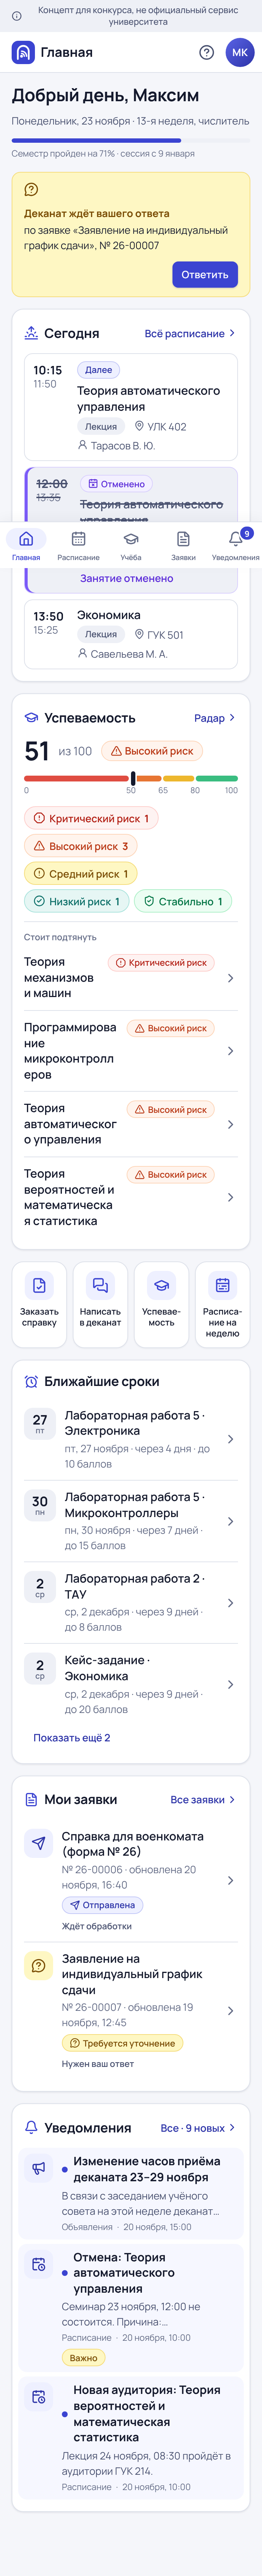 Концепт для конкурса, не официальный сервис
университета
Главная
МК
Добрый день, Максим
Понедельник, 23 ноября · 13-я неделя, числитель
Семестр пройден на 71% · сессия с 9 января
Деканат ждёт вашего ответа
по заявке «Заявление на индивидуальный
график сдачи», № 26-00007
Ответить
Сегодня
Всё расписание
10:15
11:50
Далее
Теория автоматического
управления
Лекция
УЛК 402
Тарасов В. Ю.
12:00
13:35
Отменено
Теория автоматического
управления
Главная
Расписание
Учёба
Заявки
Уведомления
9
Занятие отменено
13:50
15:25
Экономика
Лекция
ГУК 501
Савельева М. А.
Успеваемость
Радар
51 из 100
Высокий риск
0 50 65 80 100
Критический риск 1
Высокий риск 3
Средний риск 1
Низкий риск 1
Стабильно 1
Стоит подтянуть
Теория
механизмов
и машин
Критический риск
Программирова
ние
микроконтролл
еров
Высокий риск
Теория
автоматическог
о управления
Высокий риск
Теория
вероятностей и
математическа
я статистика
Высокий риск
Заказать
справку
Написать
в деканат
Успевае-
мость
Расписа-
ние на
неделю
Ближайшие сроки
27
пт
Лабораторная работа 5 ·
Электроника
пт, 27 ноября · через 4 дня · до
10 баллов
30
пн
Лабораторная работа 5 ·
Микроконтроллеры
пн, 30 ноября · через 7 дней ·
до 15 баллов
2
ср
Лабораторная работа 2 ·
ТАУ
ср, 2 декабря · через 9 дней ·
до 8 баллов
2
ср
Кейс-задание ·
Экономика
ср, 2 декабря · через 9 дней ·
до 20 баллов
Показать ещё 2
Мои заявки
Все заявки
Справка для военкомата
(форма № 26)
№ 26-00006 · обновлена 20
ноября, 16:40
Отправлена
Ждёт обработки
Заявление на
индивидуальный график
сдачи
№ 26-00007 · обновлена 19
ноября, 12:45
Требуется уточнение
Нужен ваш ответ
Уведомления
Все · 9 новых
Изменение часов приёма
деканата 23–29 ноября
В связи с заседанием учёного
совета на этой неделе деканат…
Объявления · 20 ноября, 15:00
Отмена: Теория
автоматического
управления
Семинар 23 ноября, 12:00 не
состоится. Причина:…
Расписание · 20 ноября, 10:00
Важно
Новая аудитория: Теория
вероятностей и
математическая
статистика
Лекция 24 ноября, 08:30 пройдёт в
аудитории ГУК 214.
Расписание · 20 ноября, 10:00